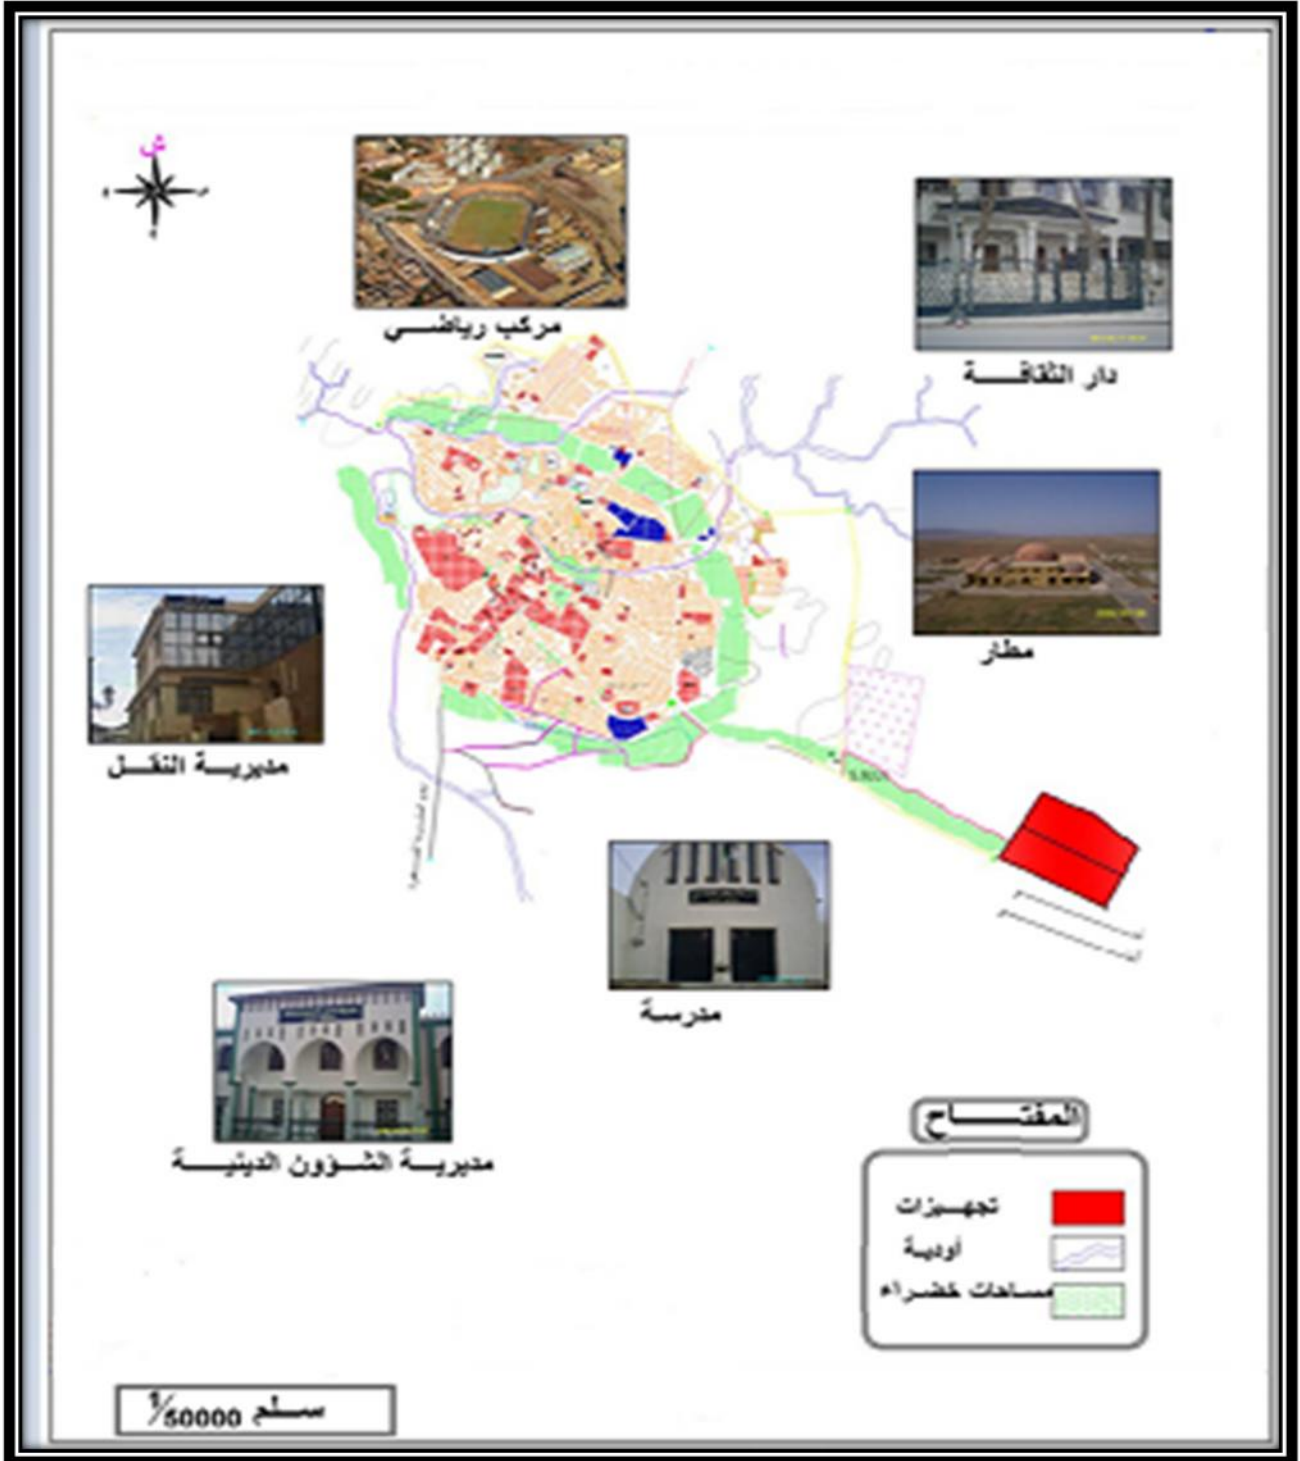 ش
مركب رياضي
دار الثقافة
مطار
مديرية النقل
مدرسة
مديرية الشؤون الدينية
المفتاح
تجهيزات
أودية
مساحات خضراء
سلم 1/50000